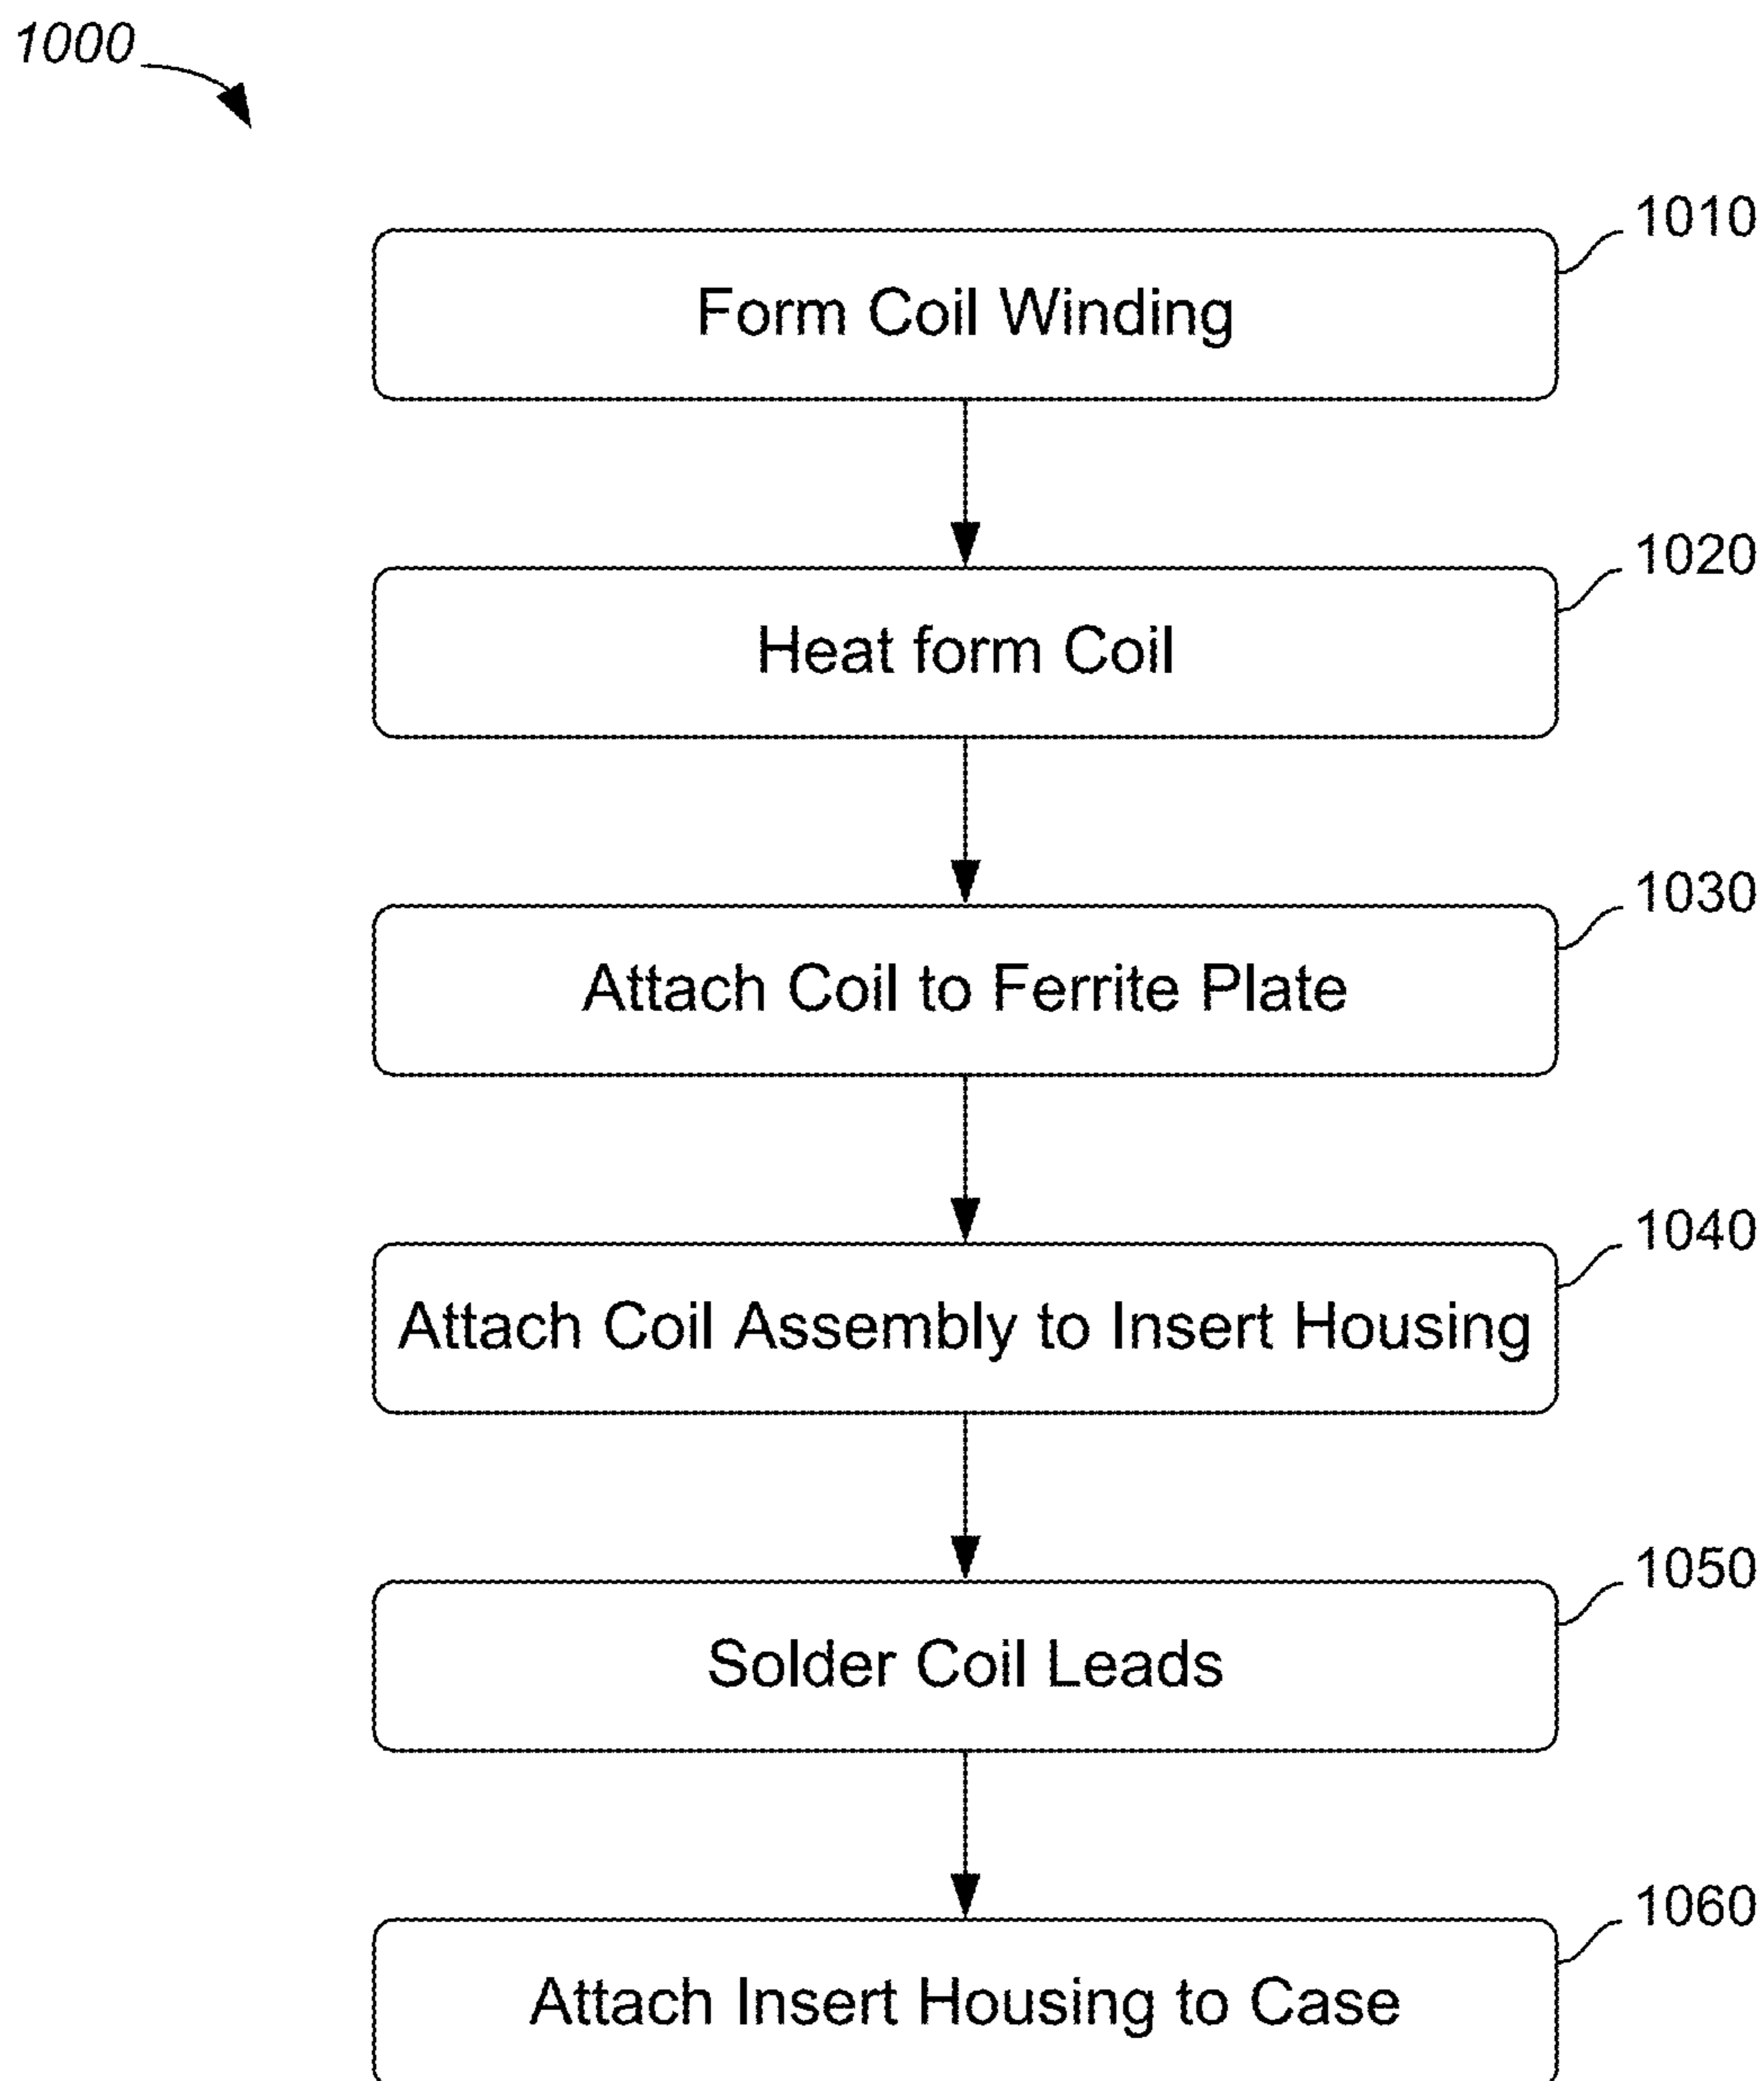 1000
1010
Form Coil Winding
1020
Heat form Coil
1030
Attach Coil to Ferrite Plate
1040
Attach Coil Assembly to Insert Housing
1050
Solder Coil Leads
1060
Attach Insert Housing to Case